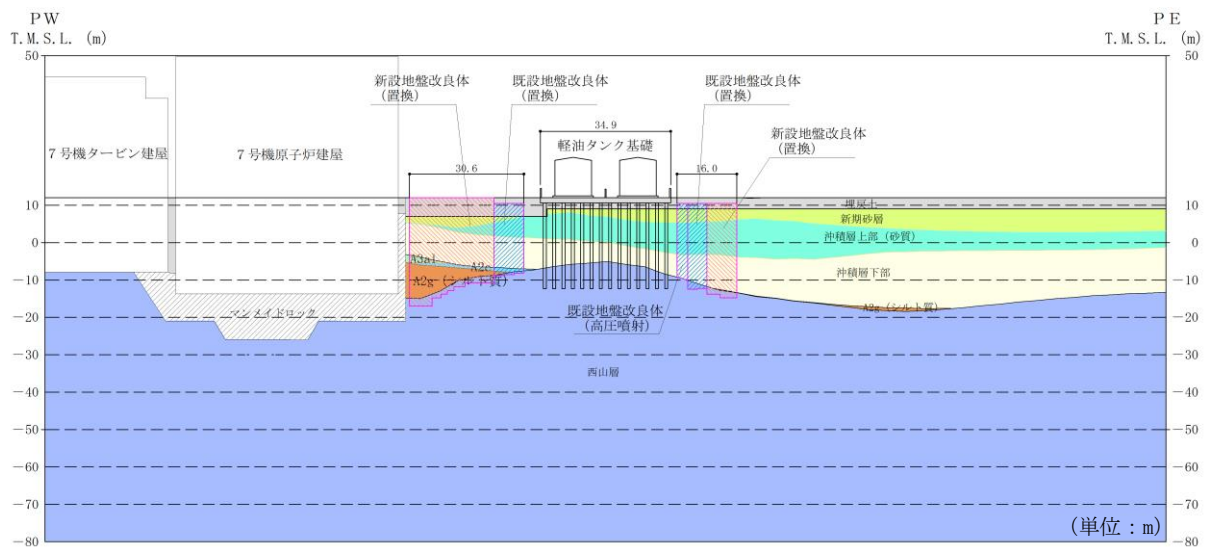 PW
T.M.S.L. (m)
PE
T.M.S.L. (m)
50
50
新設地盤改良体
(置換)
既設地盤改良体
(置換)
既設地盤改良体
(置換)
新設地盤改良体
(置換)
34.9
軽油タンク基礎
7号機タービン建屋
7号機原子炉建屋
30.6
16.0
10
埋戻土
10
新期砂層
沖積層上部(砂質)
0
0
A3a1
A2c
沖積層下部
A2g(シルト質)
-10
-10
A2g(シルト質)
マンメイドロック
既設地盤改良体
(高圧噴射)
-20
-20
-30
-30
西山層
-40
-40
-50
-50
-60
-60
-70
-70
(単位:m)
-80
-80